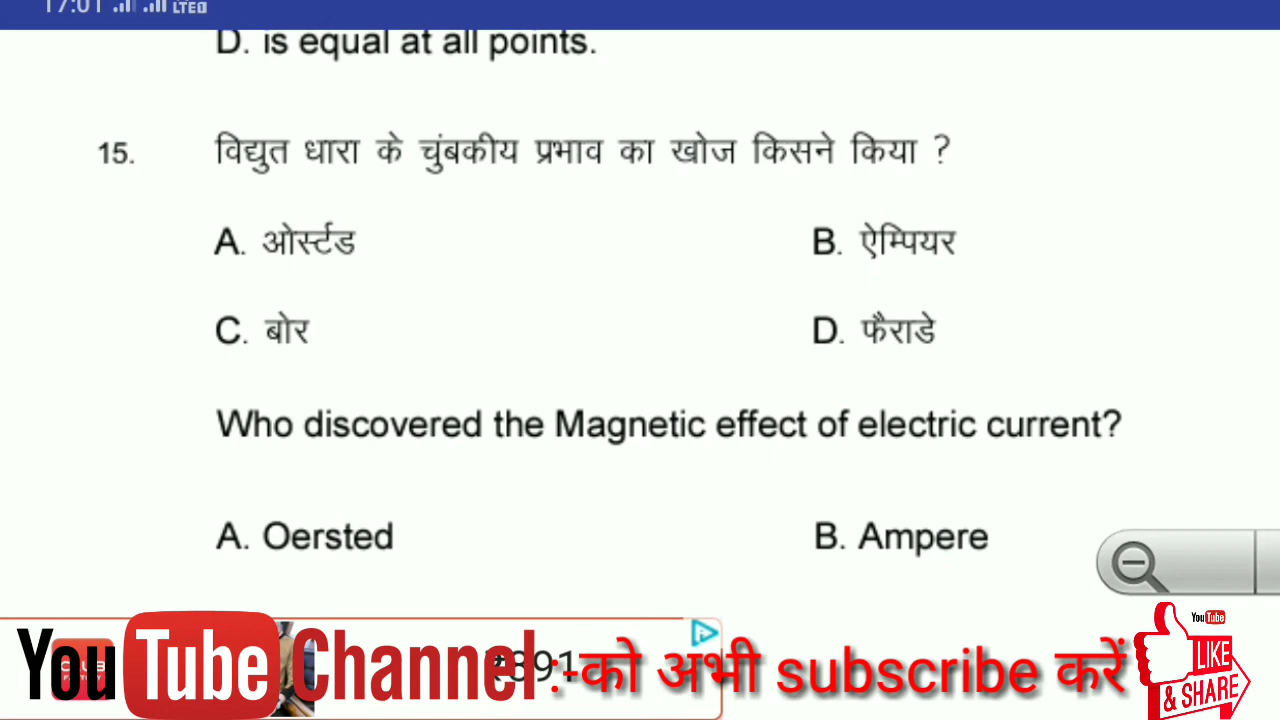 17:01 LTE
D. is equal at all points.
15. विद्युत धारा के चुंबकीय प्रभाव का खोज किसने किया ?
A. ओर्स्टेड B. ऐम्पियर
C. बोर D. फैराडे
Who discovered the Magnetic effect of electric current?
A. Oersted B. Ampere
YouTube Channel :-को अभी subscribe करें
YouTube
LIKE
& SHARE